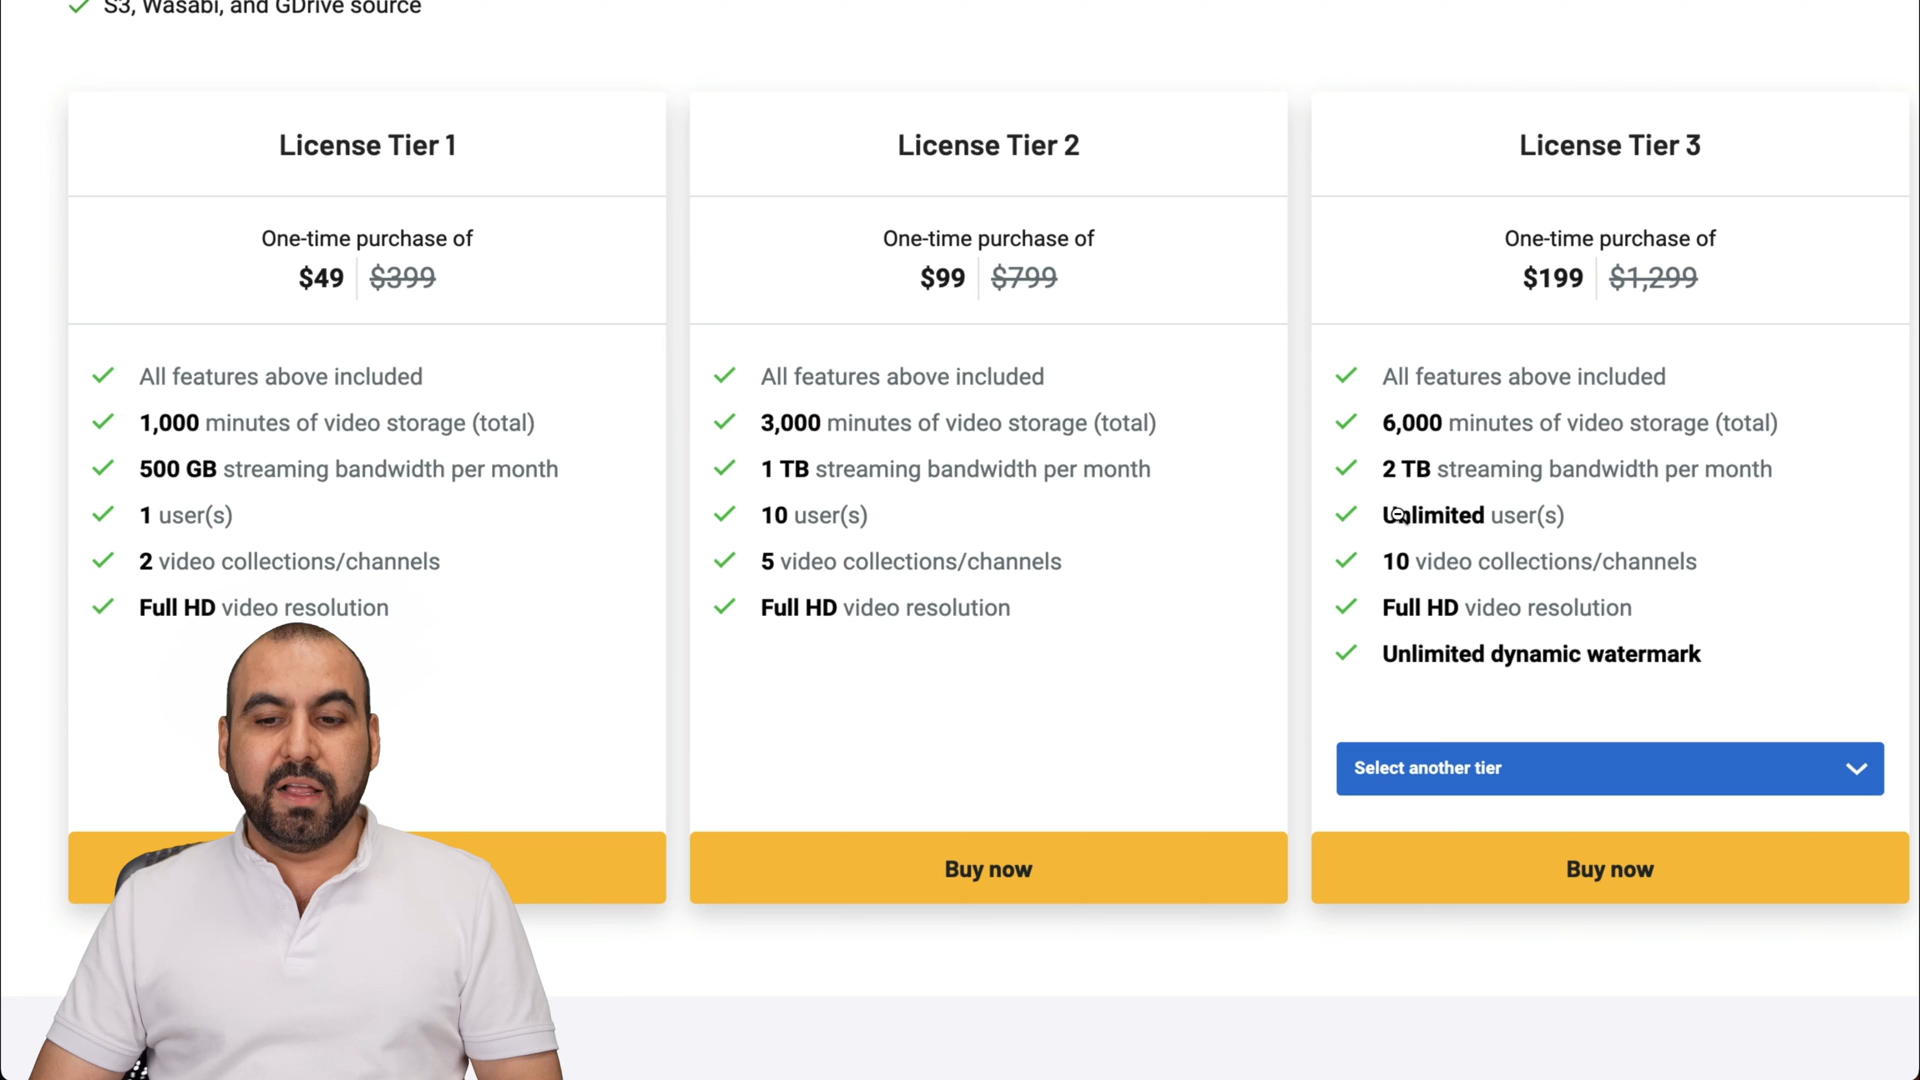 S3, Wasabi, and GDrive source
License Tier 1
One-time purchase of
$49 $399
All features above included
1,000 minutes of video storage (total)
500 GB streaming bandwidth per month
1 user(s)
2 video collections/channels
Full HD video resolution
License Tier 2
One-time purchase of
$99 $799
All features above included
3,000 minutes of video storage (total)
1 TB streaming bandwidth per month
10 user(s)
5 video collections/channels
Full HD video resolution
Buy now
License Tier 3
One-time purchase of
$199 $1,299
All features above included
6,000 minutes of video storage (total)
2 TB streaming bandwidth per month
Unlimited user(s)
10 video collections/channels
Full HD video resolution
Unlimited dynamic watermark
Select another tier
Buy now